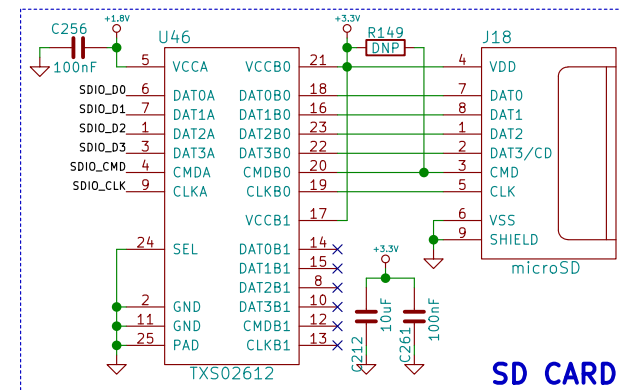 +1.8V
C256
100nF
U46
+3.3V
R149
DNP
J18
5 VCCA VCCB0 21 4 VDD
SDIO_D0 6 DAT0A DAT0B0 18 7 DAT0
SDIO_D1 7 DAT1A DAT1B0 16 8 DAT1
SDIO_D2 1 DAT2A DAT2B0 23 1 DAT2
SDIO_D3 3 DAT3A DAT3B0 22 2 DAT3/CD
SDIO_CMD 4 CMDA CMDB0 20 3 CMD
SDIO_CLK 9 CLKA CLKB0 19 5 CLK
VCCB1 17 6 VSS
9 SHIELD
microSD
24 SEL DAT0B1 14
DAT1B1 15
DAT2B1 8
2 GND DAT3B1 10
11 GND CMDB1 12
25 PAD CLKB1 13
TXS02612
+3.3V
C212
10uF
C261
100nF
SD CARD